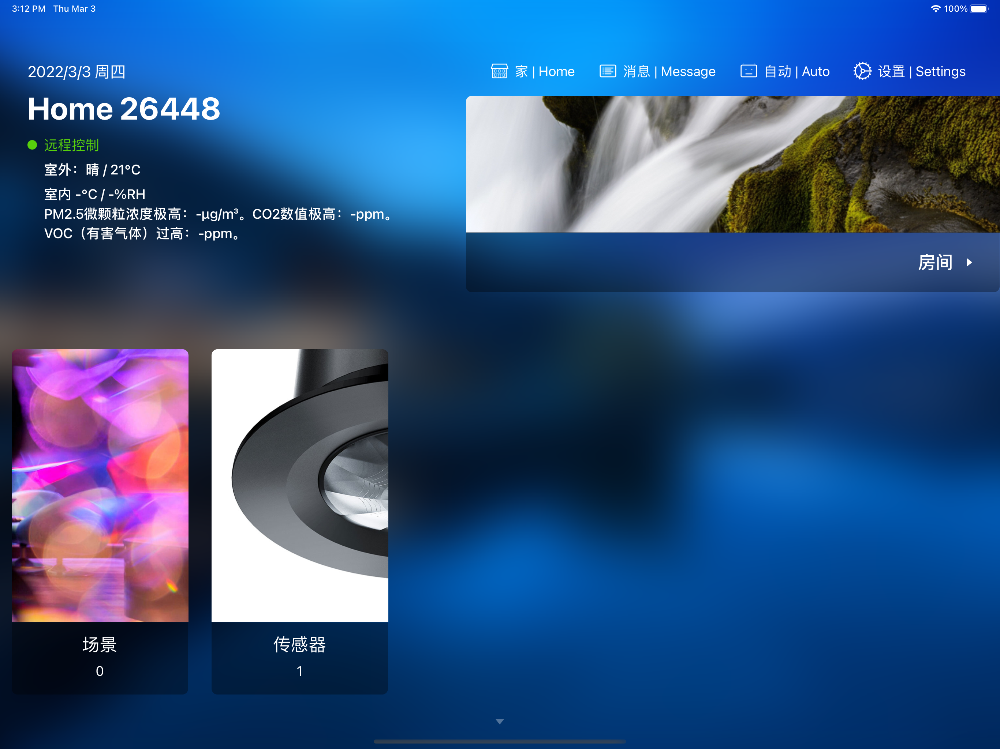 3:12 PM Thu Mar 3
100%
2022/3/3 周四
家 | Home
消息 | Message
自动 | Auto
设置 | Settings
Home 26448
远程控制
室外：晴 / 21°C
室内 -°C / -%RH
PM2.5微颗粒浓度极高：-µg/m³。CO2数值极高：-ppm。
VOC（有害气体）过高：-ppm。
房间
场景
0
传感器
1